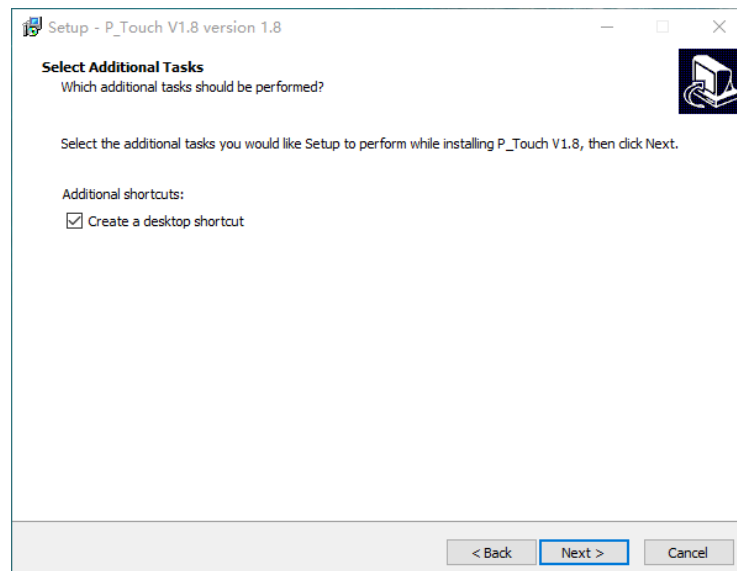 Setup - P_Touch V1.8 version 1.8
Select Additional Tasks
Which additional tasks should be performed?
Select the additional tasks you would like Setup to perform while installing P_Touch V1.8, then click Next.
Additional shortcuts:
Create a desktop shortcut
< Back Next > Cancel